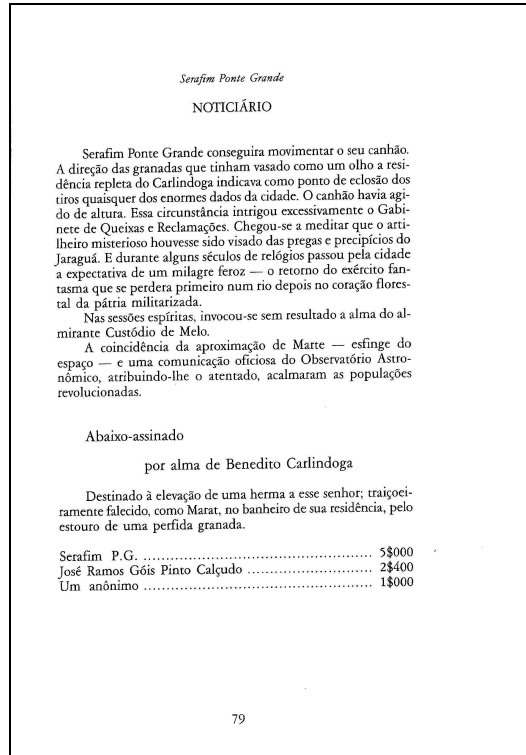 Serafim Ponte Grande
NOTICIÁRIO
Serafim Ponte Grande conseguira movimentar o seu canhão.
A direção das granadas que tinham vasado como um olho a resi-
dência repleta do Carlindoga indicava como ponto de eclosão dos
tiros quaisquer dos enormes dados da cidade. O canhão havia agi-
do de altura. Essa circunstância intrigou excessivamente o Gabi-
nete de Queixas e Reclamações. Chegou-se a meditar que o arti-
lheiro misterioso houvesse sido visado das pregas e precipícios do
Jaraguá. E durante alguns séculos de relógios passou pela cidade
a expectativa de um milagre feroz — o retorno do exército fan-
tasma que se perdera primeiro num rio depois no coração flores-
tal da pátria militarizada.
Nas sessões espíritas, invocou-se sem resultado a alma do al-
mirante Custódio de Melo.
A coincidência da aproximação de Marte — esfinge do
espaço — e uma comunicação oficiosa do Observatório Astro-
nômico, atribuindo-lhe o atentado, acalmaram as populações
revolucionadas.
Abaixo-assinado
por alma de Benedito Carlindoga
Destinado à elevação de uma herma a esse senhor; traiçoei-
ramente falecido, como Marat, no banheiro de sua residência, pelo
estouro de uma perfida granada.
Serafim P.G. .................................................. 5$000
José Ramos Góis Pinto Calçudo ........................... 2$400
Um anônimo .................................................. 1$000
79